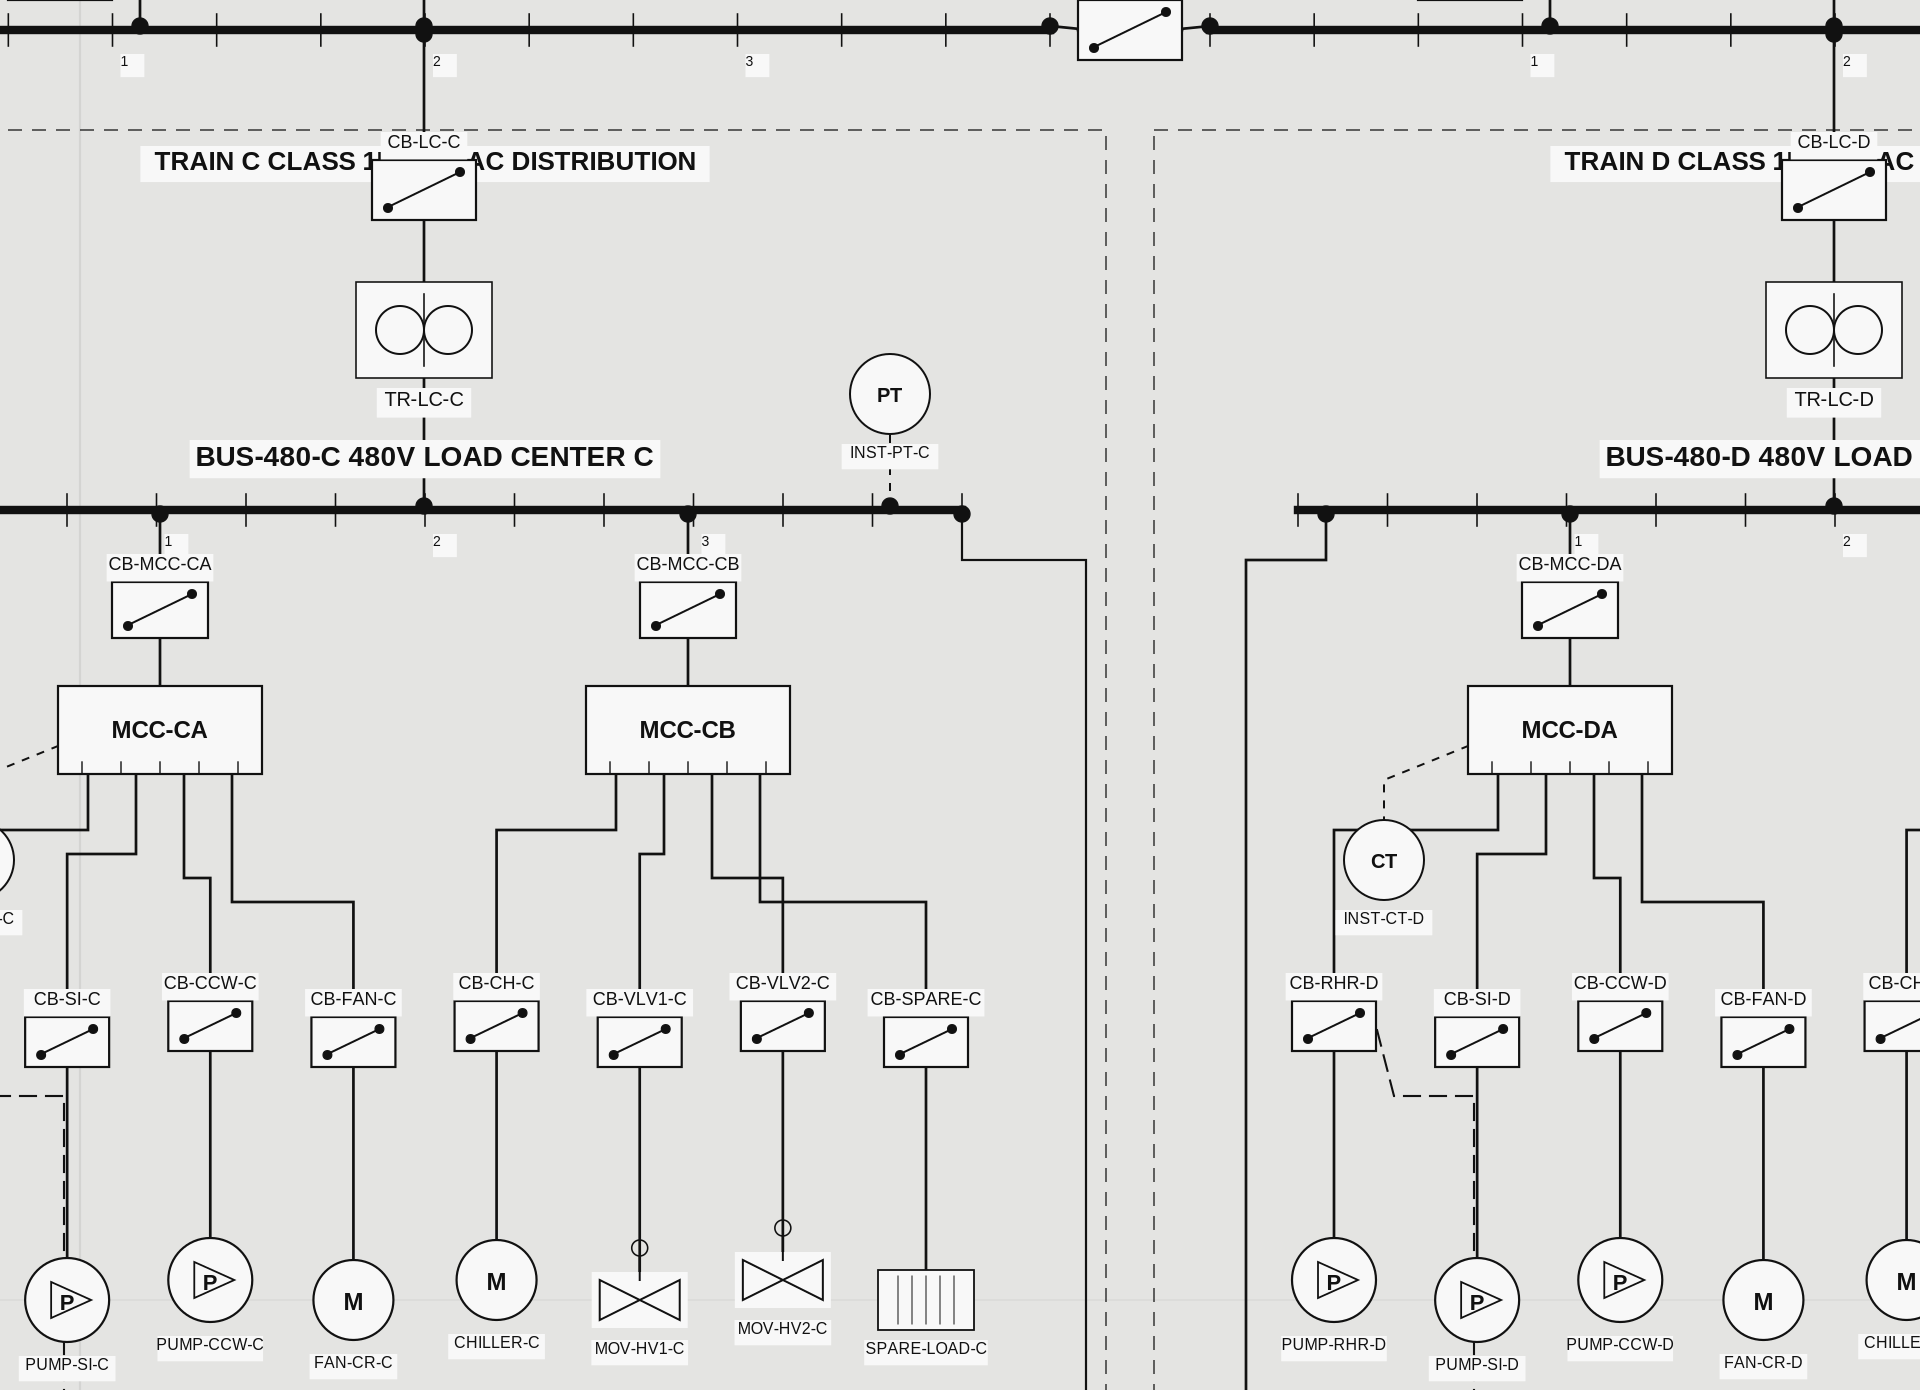 1 2 3 1 2
CB-LC-C CB-LC-D
TRAIN C CLASS 1 AC DISTRIBUTION TRAIN D CLASS 1 AC
TR-LC-C TR-LC-D
PT
INST-PT-C
BUS-480-C 480V LOAD CENTER C BUS-480-D 480V LOAD
1 2 3 1 2
CB-MCC-CA CB-MCC-CB CB-MCC-DA
MCC-CA MCC-CB MCC-DA
CT
-C INST-CT-D
CB-SI-C CB-CCW-C CB-FAN-C CB-CH-C CB-VLV1-C CB-VLV2-C CB-SPARE-C CB-RHR-D CB-SI-D CB-CCW-D CB-FAN-D CB-CH
P P M M P P P M M
PUMP-SI-C PUMP-CCW-C FAN-CR-C CHILLER-C MOV-HV1-C MOV-HV2-C SPARE-LOAD-C PUMP-RHR-D PUMP-SI-D PUMP-CCW-D FAN-CR-D CHILLE